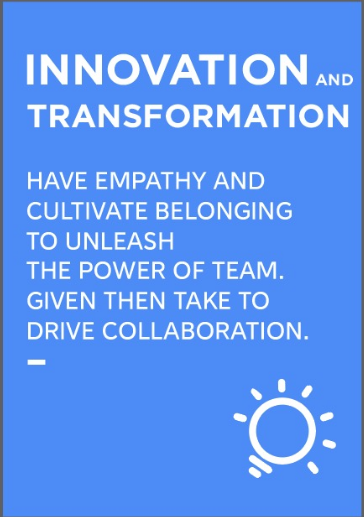 INNOVATION AND
TRANSFORMATION
HAVE EMPATHY AND
CULTIVATE BELONGING
TO UNLEASH
THE POWER OF TEAM.
GIVEN THEN TAKE TO
DRIVE COLLABORATION.